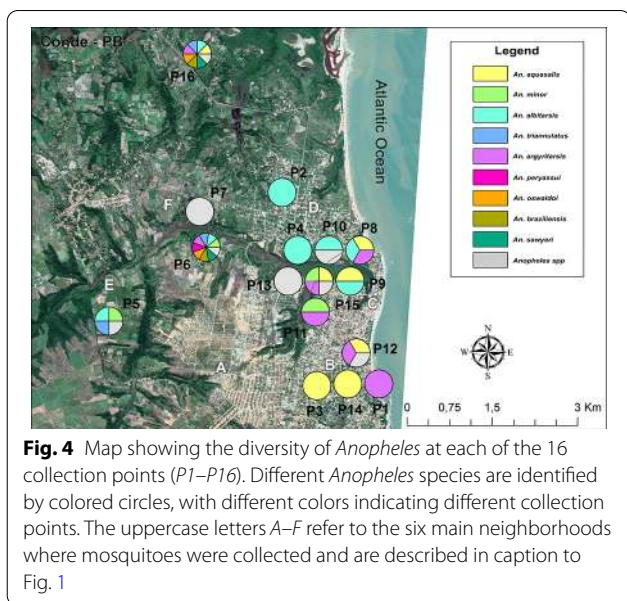 Conde - PB
P16
Atlantic Ocean
P2
P7
F
D
P4
P10
P8
P6
P13
P9
E
P5
C
P15
P11
P12
A
B
P3
P14
P1
Legend
An. aquasalis
An. minor
An. albitarsis
An. triannulatus
An. argyritarsis
An. peryassui
An. oswaldoi
An. braziliensis
An. sawyeri
Anopheles spp
N
W
E
S
0 0,75 1,5 3 Km
Fig. 4 Map showing the diversity of Anopheles at each of the 16
collection points (P1–P16). Different Anopheles species are identified
by colored circles, with different colors indicating different collection
points. The uppercase letters A–F refer to the six main neighborhoods
where mosquitoes were collected and are described in caption to
Fig. 1